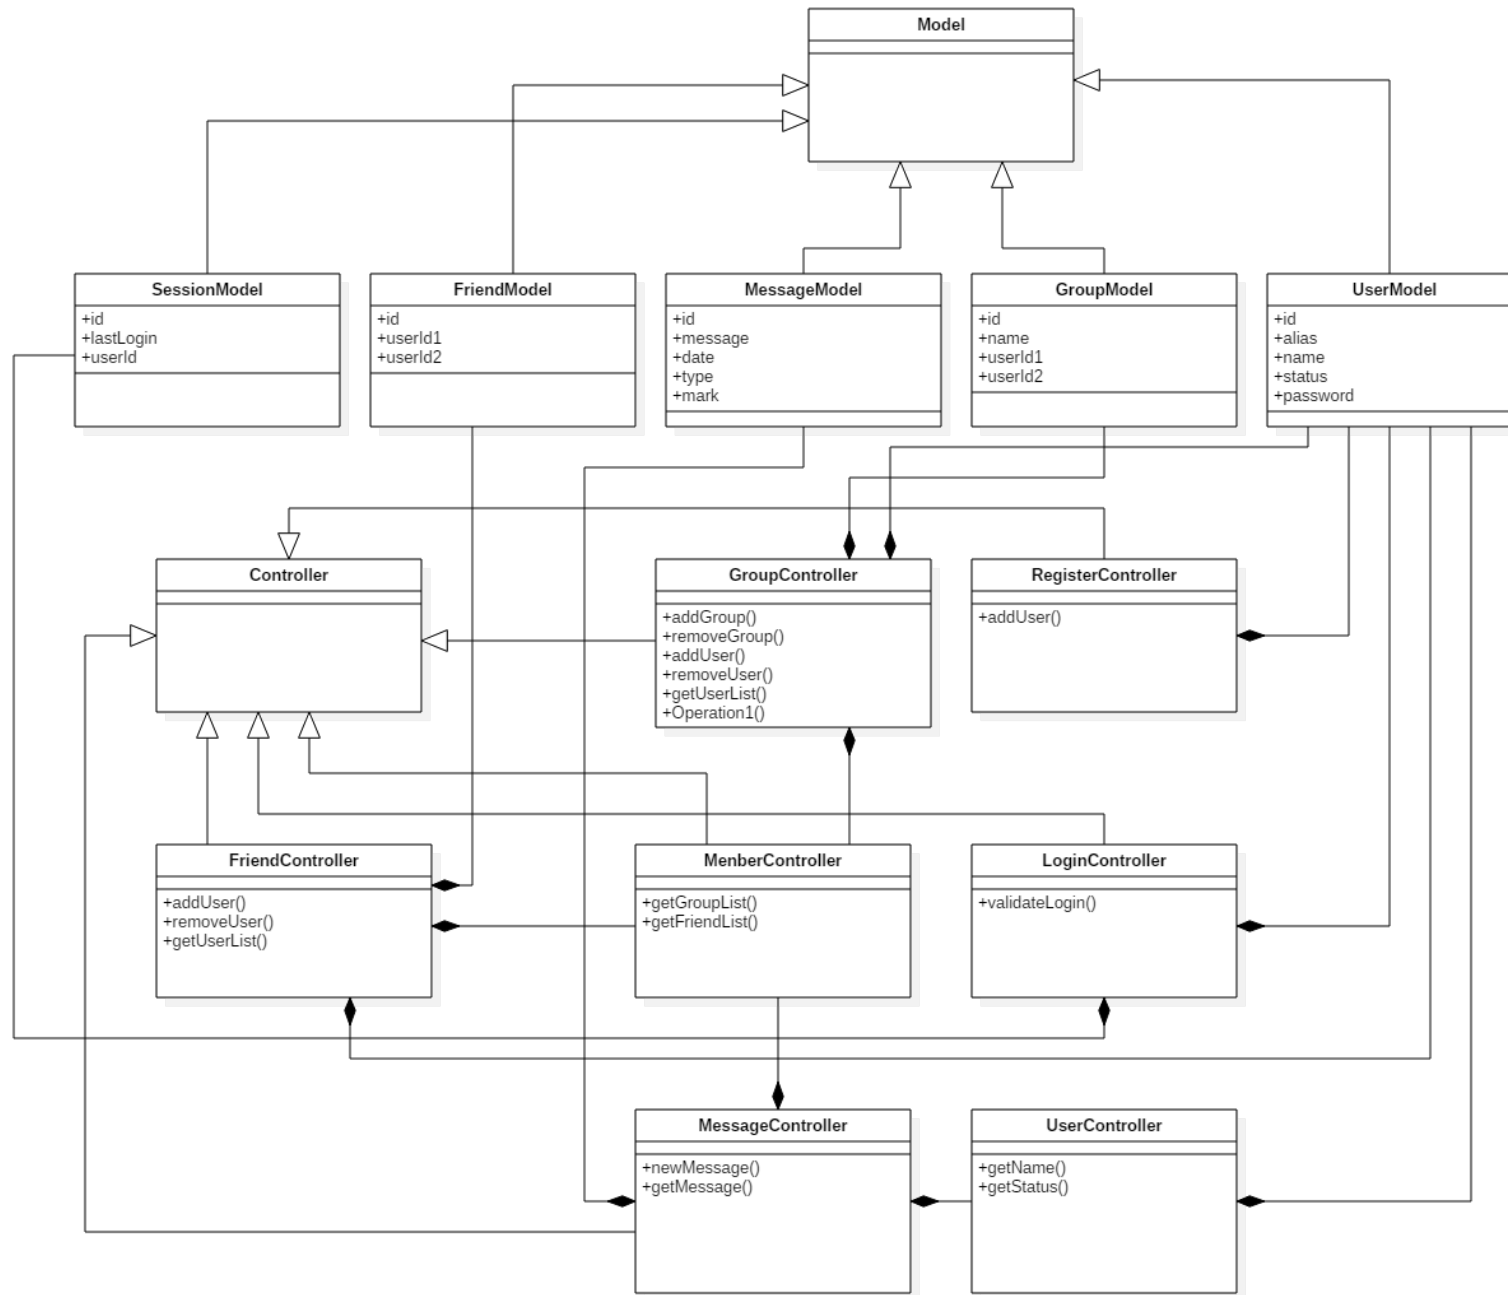 Model
SessionModel
+id
+lastLogin
+userId
FriendModel
+id
+userId1
+userId2
MessageModel
+id
+message
+date
+type
+mark
GroupModel
+id
+name
+userId1
+userId2
UserModel
+id
+alias
+name
+status
+password
Controller
GroupController
+addGroup()
+removeGroup()
+addUser()
+removeUser()
+getUserList()
+Operation1()
RegisterController
+addUser()
FriendController
+addUser()
+removeUser()
+getUserList()
MenberController
+getGroupList()
+getFriendList()
LoginController
+validateLogin()
MessageController
+newMessage()
+getMessage()
UserController
+getName()
+getStatus()